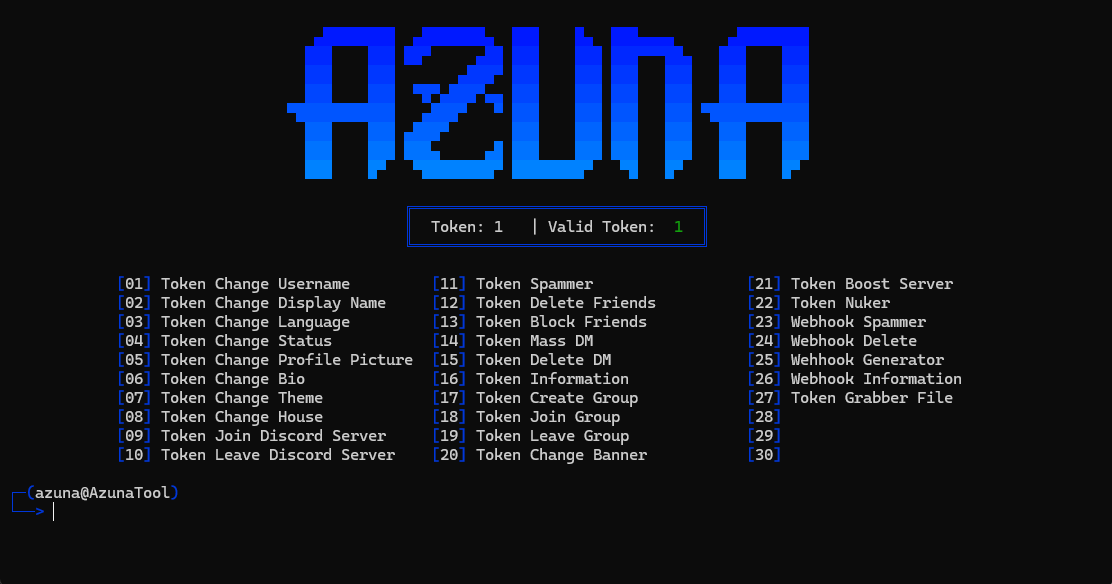 AZUNA
Token: 1 | Valid Token: 1
[01] Token Change Username [11] Token Spammer [21] Token Boost Server
[02] Token Change Display Name [12] Token Delete Friends [22] Token Nuker
[03] Token Change Language [13] Token Block Friends [23] Webhook Spammer
[04] Token Change Status [14] Token Mass DM [24] Webhook Delete
[05] Token Change Profile Picture [15] Token Delete DM [25] Wehhook Generator
[06] Token Change Bio [16] Token Information [26] Webhook Information
[07] Token Change Theme [17] Token Create Group [27] Token Grabber File
[08] Token Change House [18] Token Join Group [28]
[09] Token Join Discord Server [19] Token Leave Group [29]
[10] Token Leave Discord Server [20] Token Change Banner [30]
┌─(azuna@AzunaTool)
└──>